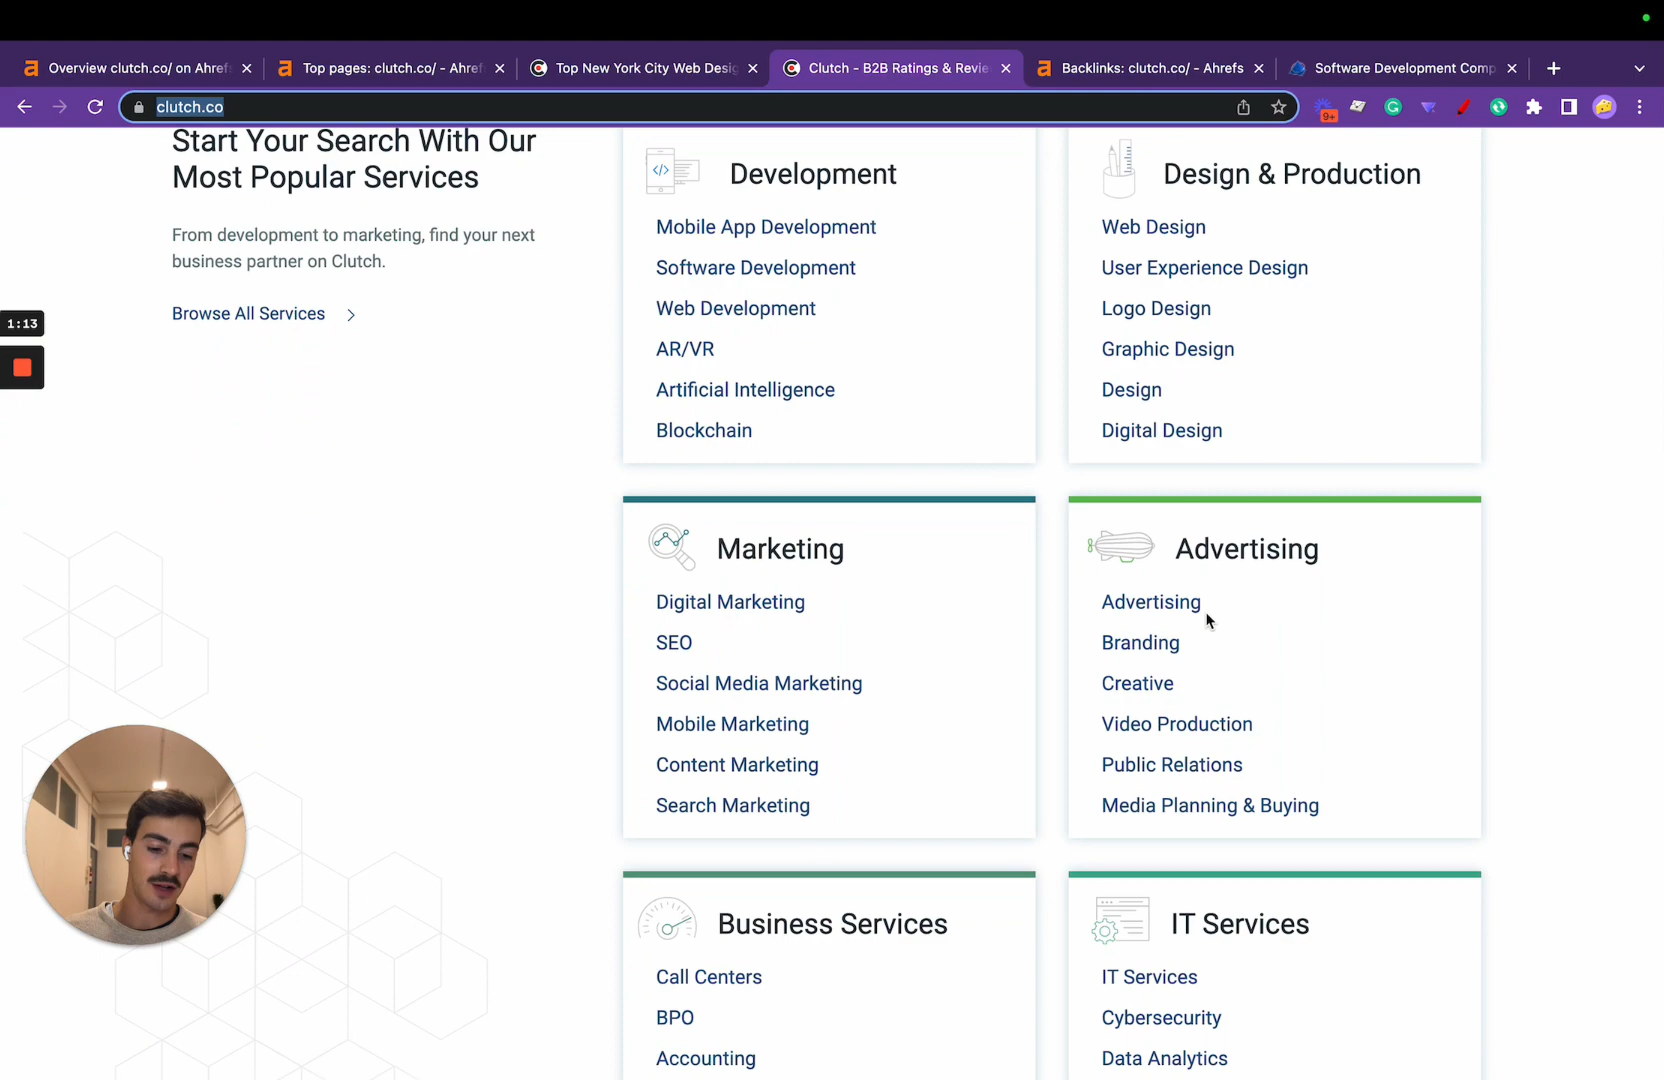 Overview clutch.co/ on Ahrefs
Top pages: clutch.co/ - Ahrefs
Top New York City Web Desig
Clutch - B2B Ratings & Revie
Backlinks: clutch.co/ - Ahrefs
Software Development Comp
clutch.co
9+
Start Your Search With Our
Most Popular Services
From development to marketing, find your next
business partner on Clutch.
Browse All Services
1:13
Development
Mobile App Development
Software Development
Web Development
AR/VR
Artificial Intelligence
Blockchain
Design & Production
Web Design
User Experience Design
Logo Design
Graphic Design
Design
Digital Design
Marketing
Digital Marketing
SEO
Social Media Marketing
Mobile Marketing
Content Marketing
Search Marketing
Advertising
Advertising
Branding
Creative
Video Production
Public Relations
Media Planning & Buying
Business Services
Call Centers
BPO
Accounting
IT Services
IT Services
Cybersecurity
Data Analytics